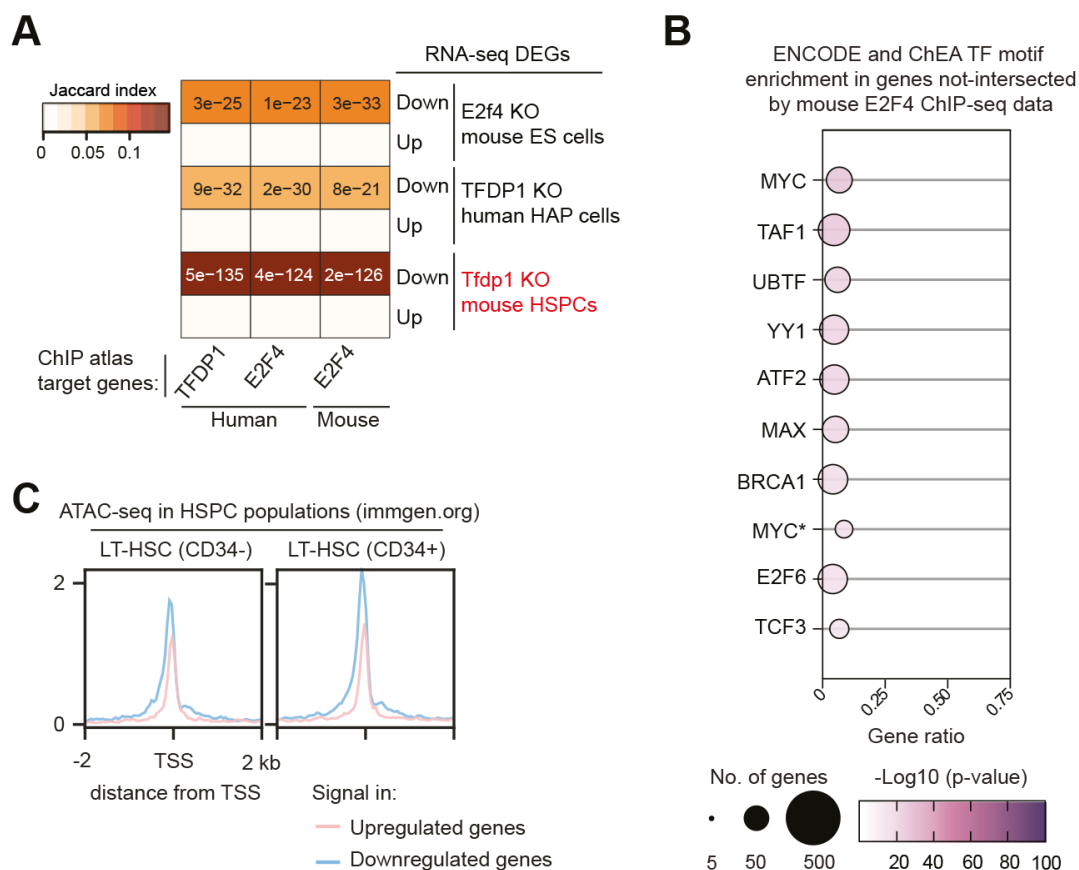 A
RNA-seq DEGs
Jaccard index
0 0.05 0.1
3e−25 1e−23 3e−33 Down
Up
E2f4 KO
mouse ES cells
9e−32 2e−30 8e−21 Down
Up
TFDP1 KO
human HAP cells
5e−135 4e−124 2e−126 Down
Up
Tfdp1 KO
mouse HSPCs
ChIP atlas
target genes:
TFDP1 E2F4 E2F4
Human Mouse
B
ENCODE and ChEA TF motif
enrichment in genes not-intersected
by mouse E2F4 ChIP-seq data
MYC
TAF1
UBTF
YY1
ATF2
MAX
BRCA1
MYC*
E2F6
TCF3
0 0.25 0.50 0.75
Gene ratio
No. of genes
5 50 500
-Log10 (p-value)
20 40 60 80 100
C
ATAC-seq in HSPC populations (immgen.org)
LT-HSC (CD34-) LT-HSC (CD34+)
2
0
-2 TSS 2 kb
distance from TSS
Signal in:
Upregulated genes
Downregulated genes